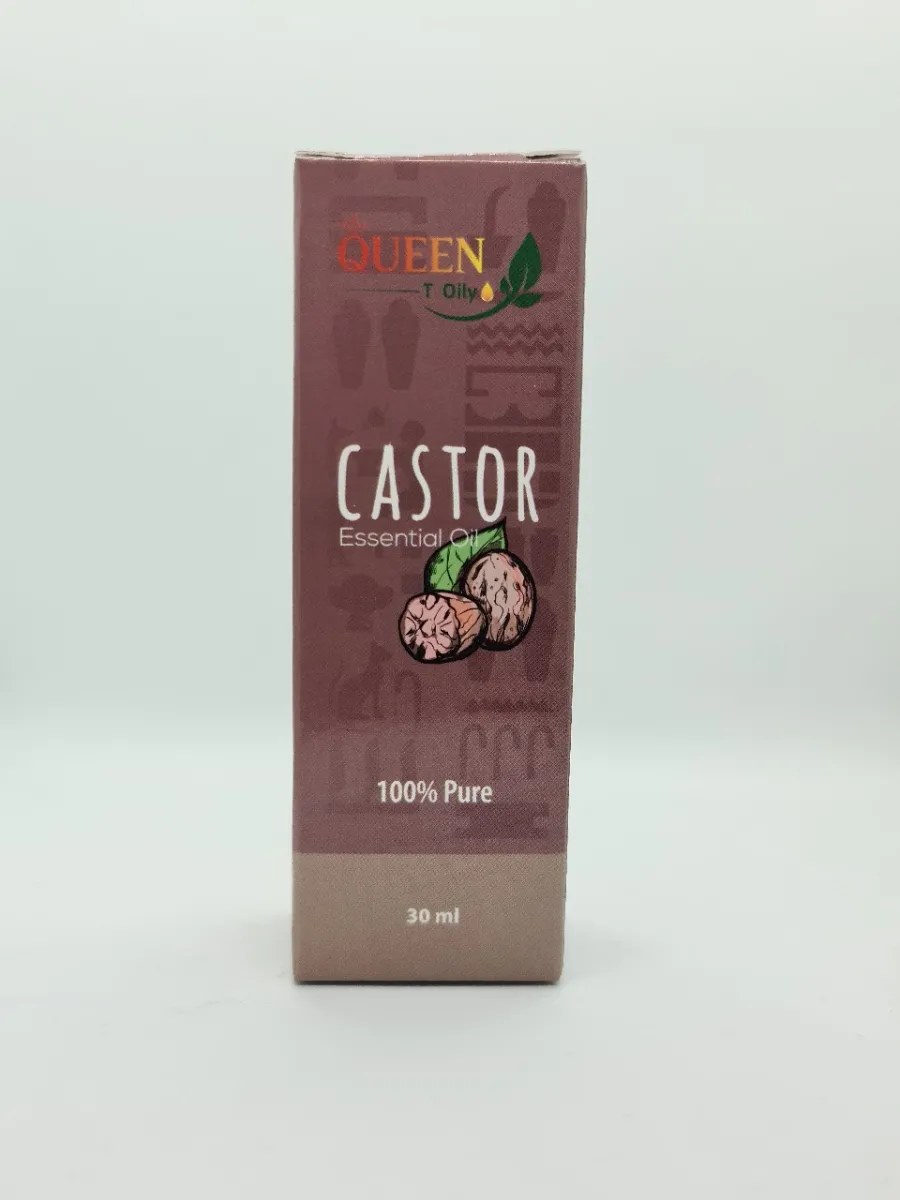 QUEEN
T Oily
CASTOR
Essential Oil
100% Pure
30 ml